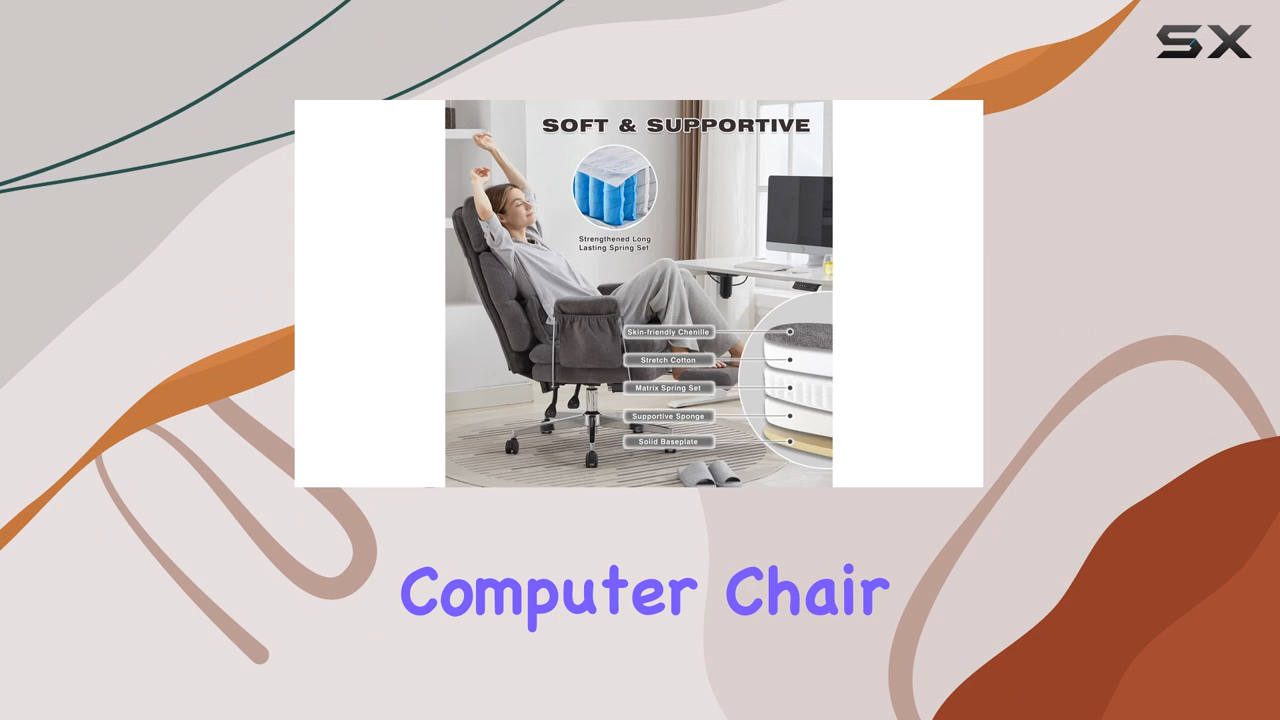 SX
SOFT & SUPPORTIVE
Strengthened Long
Lasting Spring Set
Skin-friendly Chenille
Stretch Cotton
Matrix Spring Set
Supportive Sponge
Solid Baseplate
Computer Chair